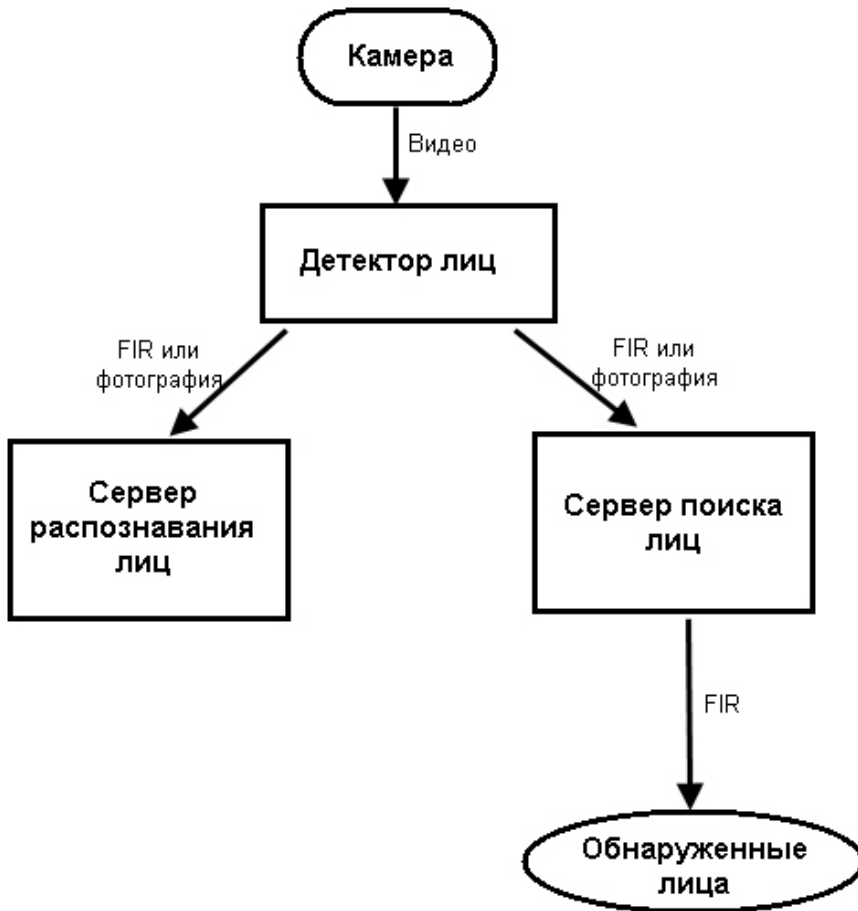 Камера
Видео
Детектор лиц
FIR или
фотография
FIR или
фотография
Сервер
распознавания
лиц
Сервер поиска
лиц
FIR
Обнаруженные
лица